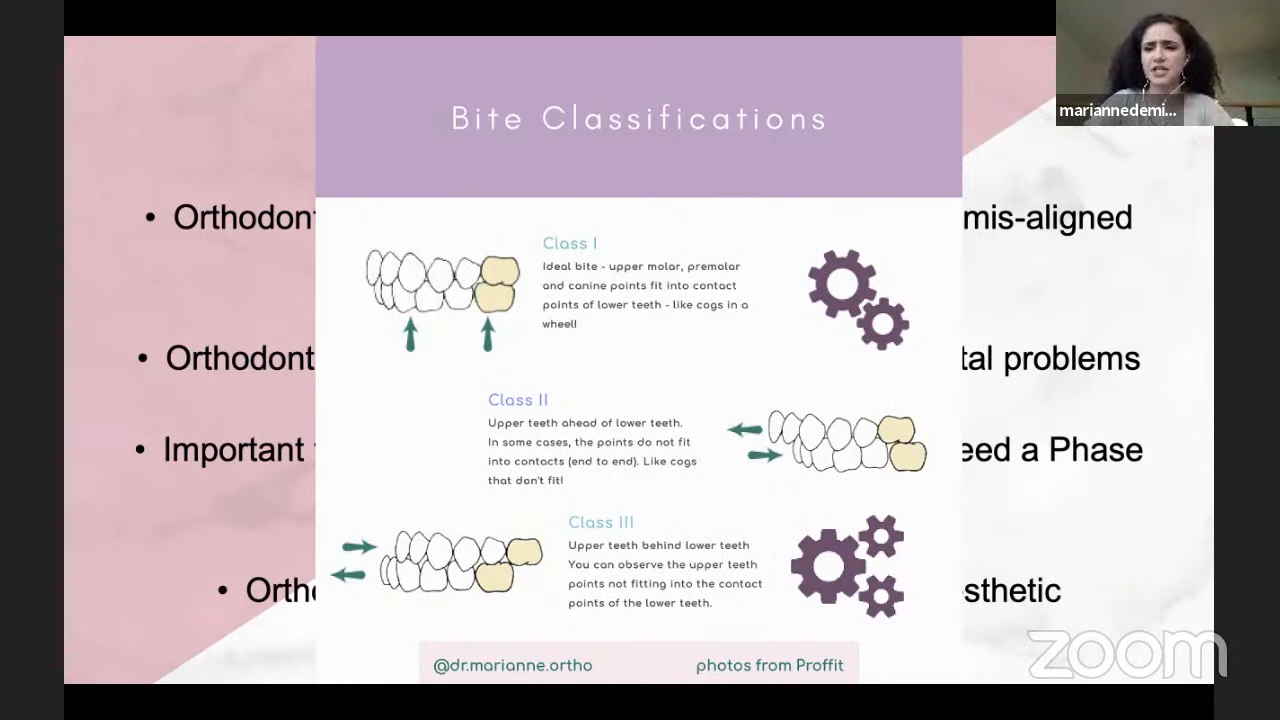 mariannedemi...
Bite Classifications
• Orthodon
mis-aligned
Class I
Ideal bite - upper molar, premolar
and canine points fit into contact
points of lower teeth - like cogs in a
wheel!
• Orthodont
tal problems
Class II
Upper teeth ahead of lower teeth.
In some cases, the points do not fit
into contacts (end to end). Like cogs
that don't fit!
• Important
eed a Phase
Class III
Upper teeth behind lower teeth
You can observe the upper teeth
points not fitting into the contact
points of the lower teeth.
• Orthe
sthetic
zoom
@dr.marianne.ortho
photos from Proffit